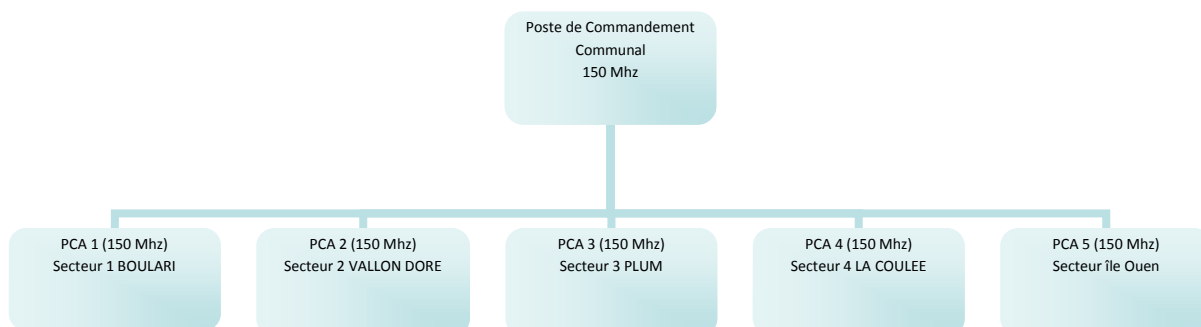 Poste de Commandement
Communal
150 Mhz
PCA 1 (150 Mhz)
Secteur 1 BOULARI
PCA 2 (150 Mhz)
Secteur 2 VALLON DORE
PCA 3 (150 Mhz)
Secteur 3 PLUM
PCA 4 (150 Mhz)
Secteur 4 LA COULEE
PCA 5 (150 Mhz)
Secteur île Ouen